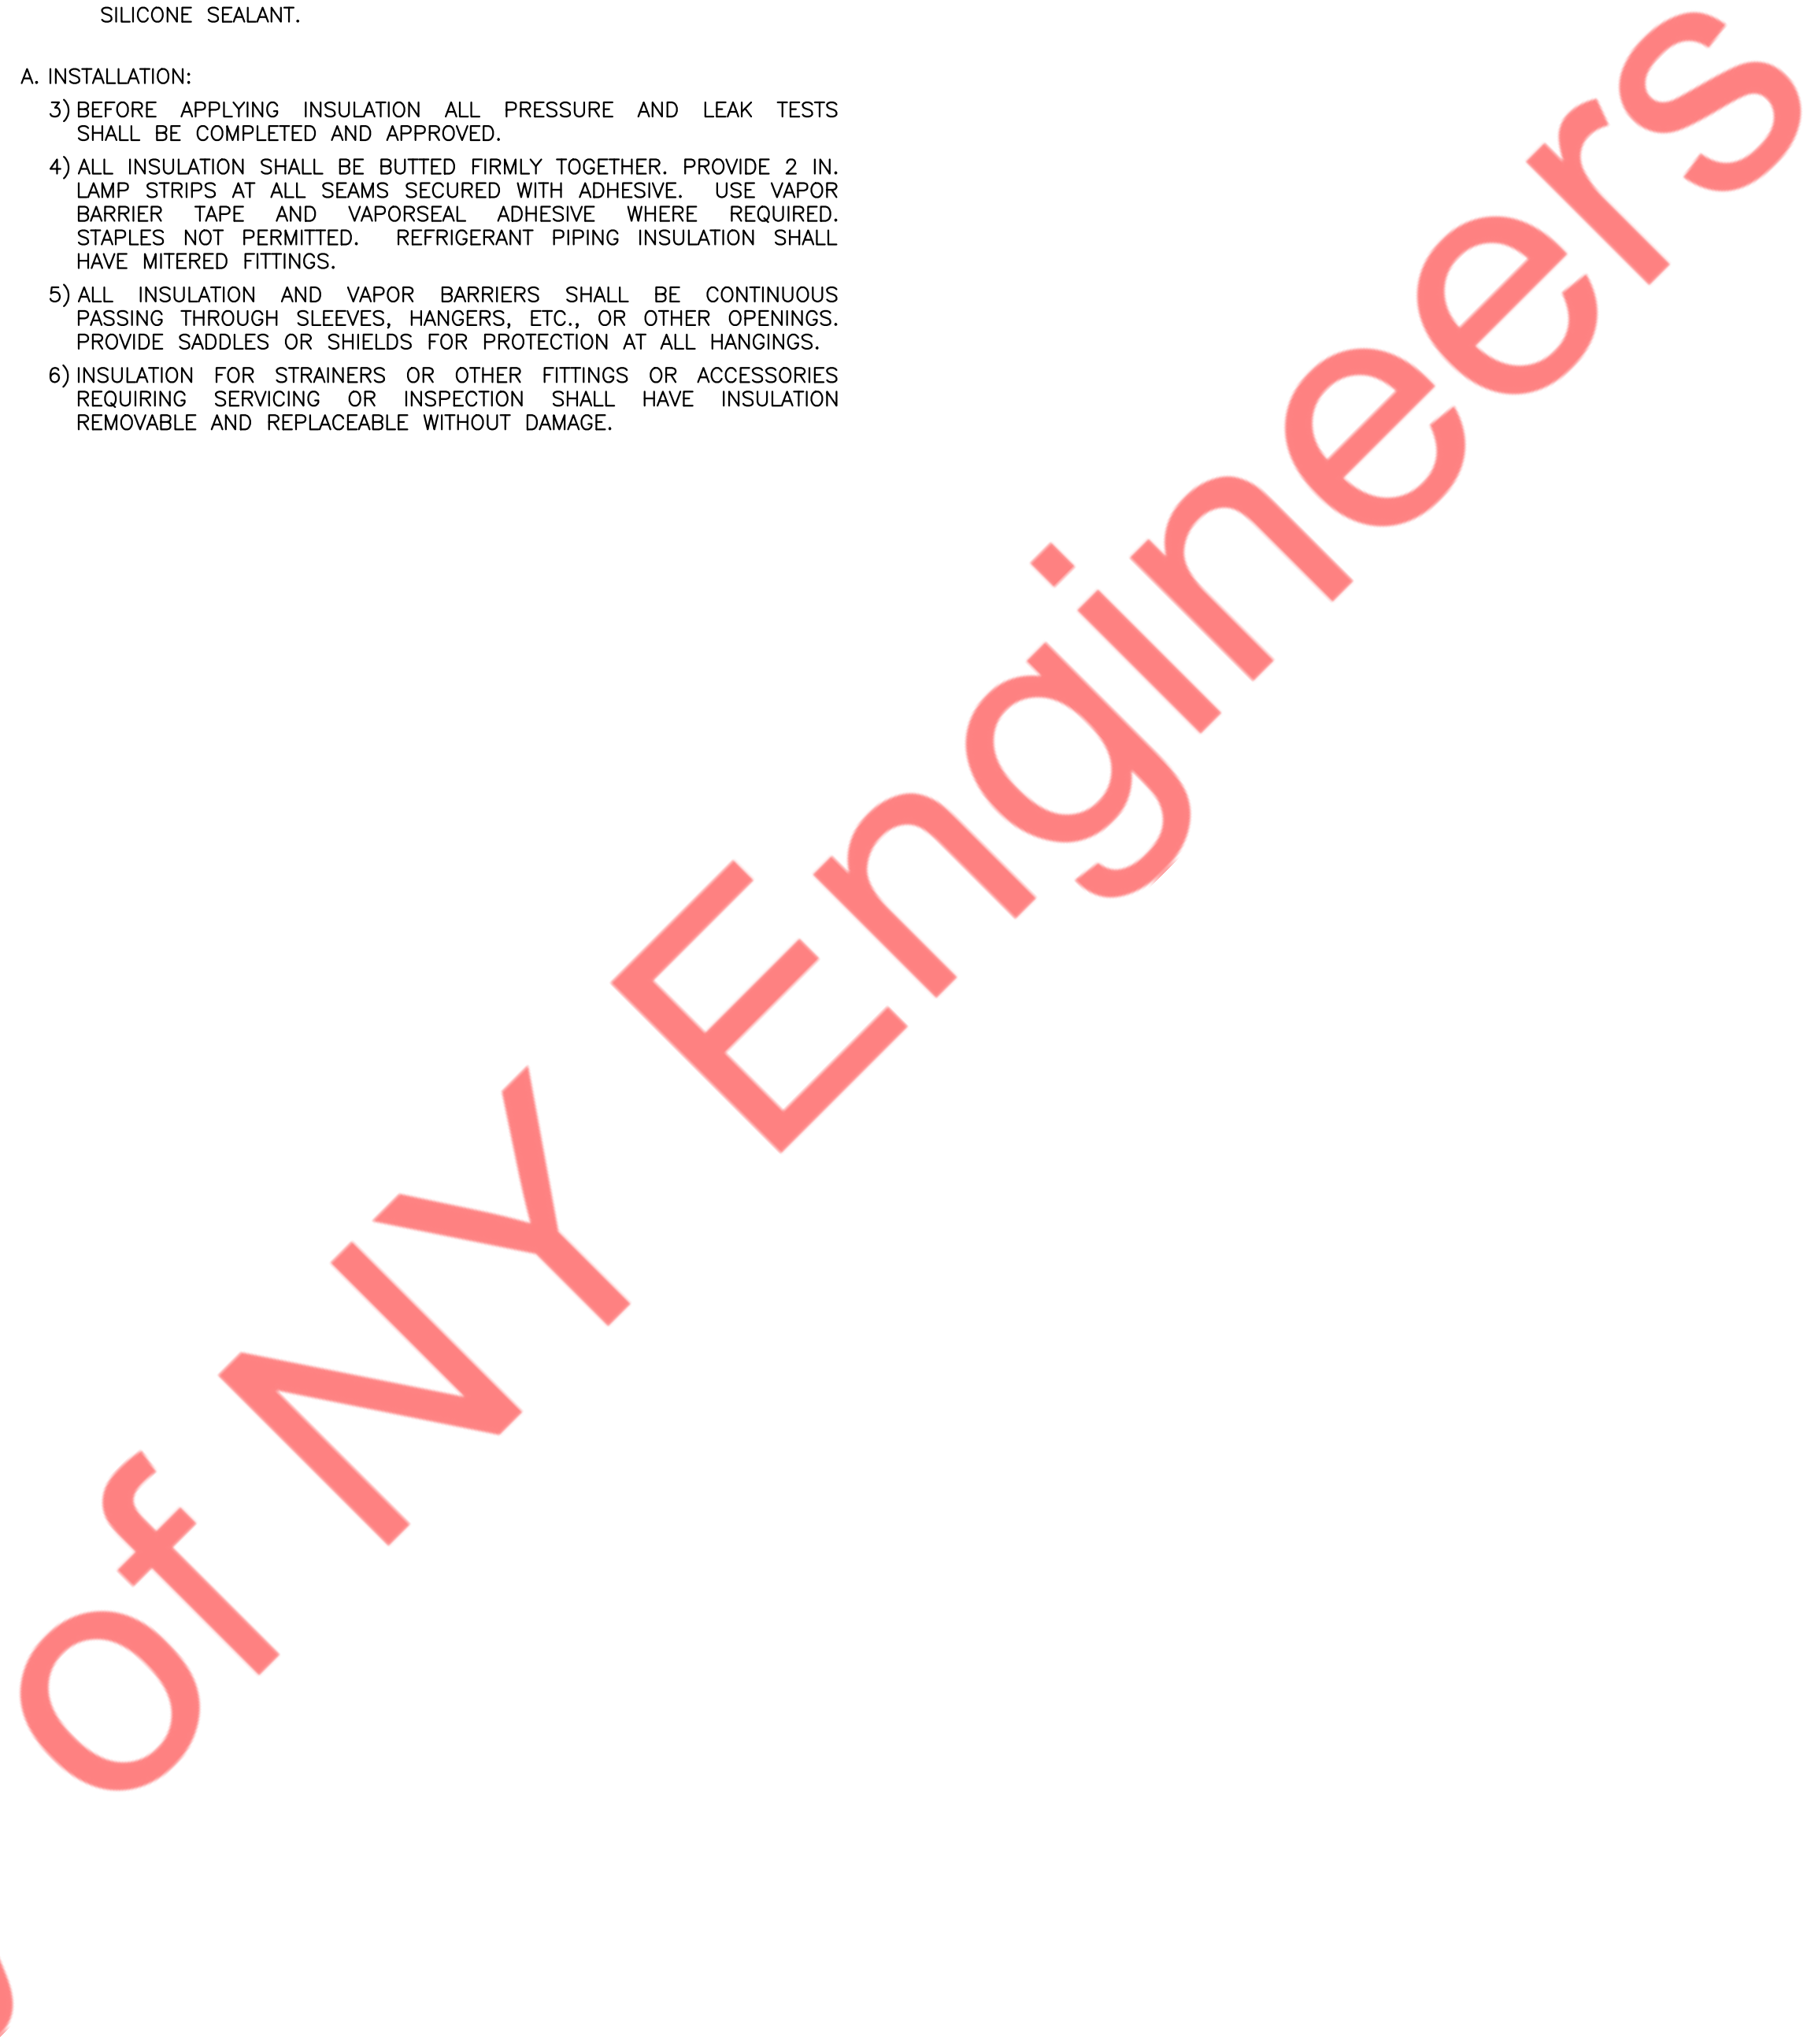 SILICONE SEALANT.
A. INSTALLATION:
3) BEFORE APPLYING INSULATION ALL PRESSURE AND LEAK TESTS
SHALL BE COMPLETED AND APPROVED.
4) ALL INSULATION SHALL BE BUTTED FIRMLY TOGETHER. PROVIDE 2 IN.
LAMP STRIPS AT ALL SEAMS SECURED WITH ADHESIVE. USE VAPOR
BARRIER TAPE AND VAPORSEAL ADHESIVE WHERE REQUIRED.
STAPLES NOT PERMITTED. REFRIGERANT PIPING INSULATION SHALL
HAVE MITERED FITTINGS.
5) ALL INSULATION AND VAPOR BARRIERS SHALL BE CONTINUOUS
PASSING THROUGH SLEEVES, HANGERS, ETC., OR OTHER OPENINGS.
PROVIDE SADDLES OR SHIELDS FOR PROTECTION AT ALL HANGINGS.
6) INSULATION FOR STRAINERS OR OTHER FITTINGS OR ACCESSORIES
REQUIRING SERVICING OR INSPECTION SHALL HAVE INSULATION
REMOVABLE AND REPLACEABLE WITHOUT DAMAGE.
of NY Engineers